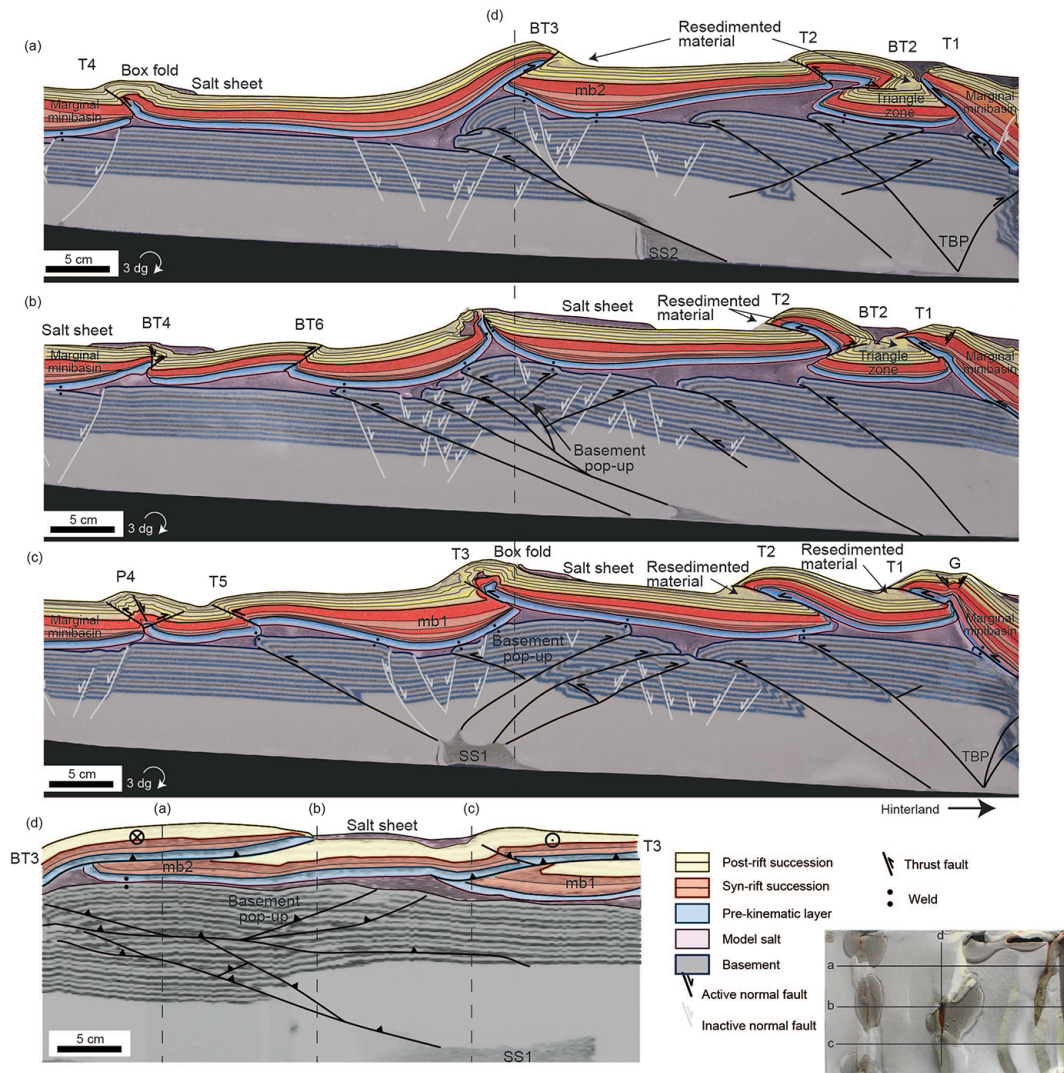 (d)
(a)
BT3
Resedimented
material
T2
BT2
T1
T4
Box fold
Salt sheet
Marginal
minibasin
mb2
Triangle
zone
Marginal
minibasin
5 cm
3 dg
SS2
TBP
(b)
Salt sheet
BT4
BT6
Salt sheet
Resedimented
material
T2
BT2
T1
Marginal
minibasin
Triangle
zone
Marginal
minibasin
Basement
pop-up
5 cm
3 dg
(c)
P4
T5
T3
Box fold
Salt sheet
Resedimented
material
T2
Resedimented
material
T1
G
Marginal
minibasin
mb1
Basement
pop-up
Marginal
minibasin
SS1
TBP
5 cm
3 dg
Hinterland
(d)
(a)
(b)
(c)
Salt sheet
BT3
T3
mb2
mb1
Basement
pop-up
5 cm
SS1
Post-rift succession
Syn-rift succession
Pre-kinematic layer
Model salt
Basement
Active normal fault
Inactive normal fault
Thrust fault
Weld
d
a
b
c